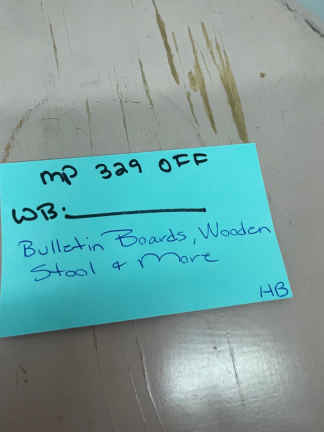 MP 329 OFF
WB:
Bulletin Boards, Wooden
Stool & More
HB